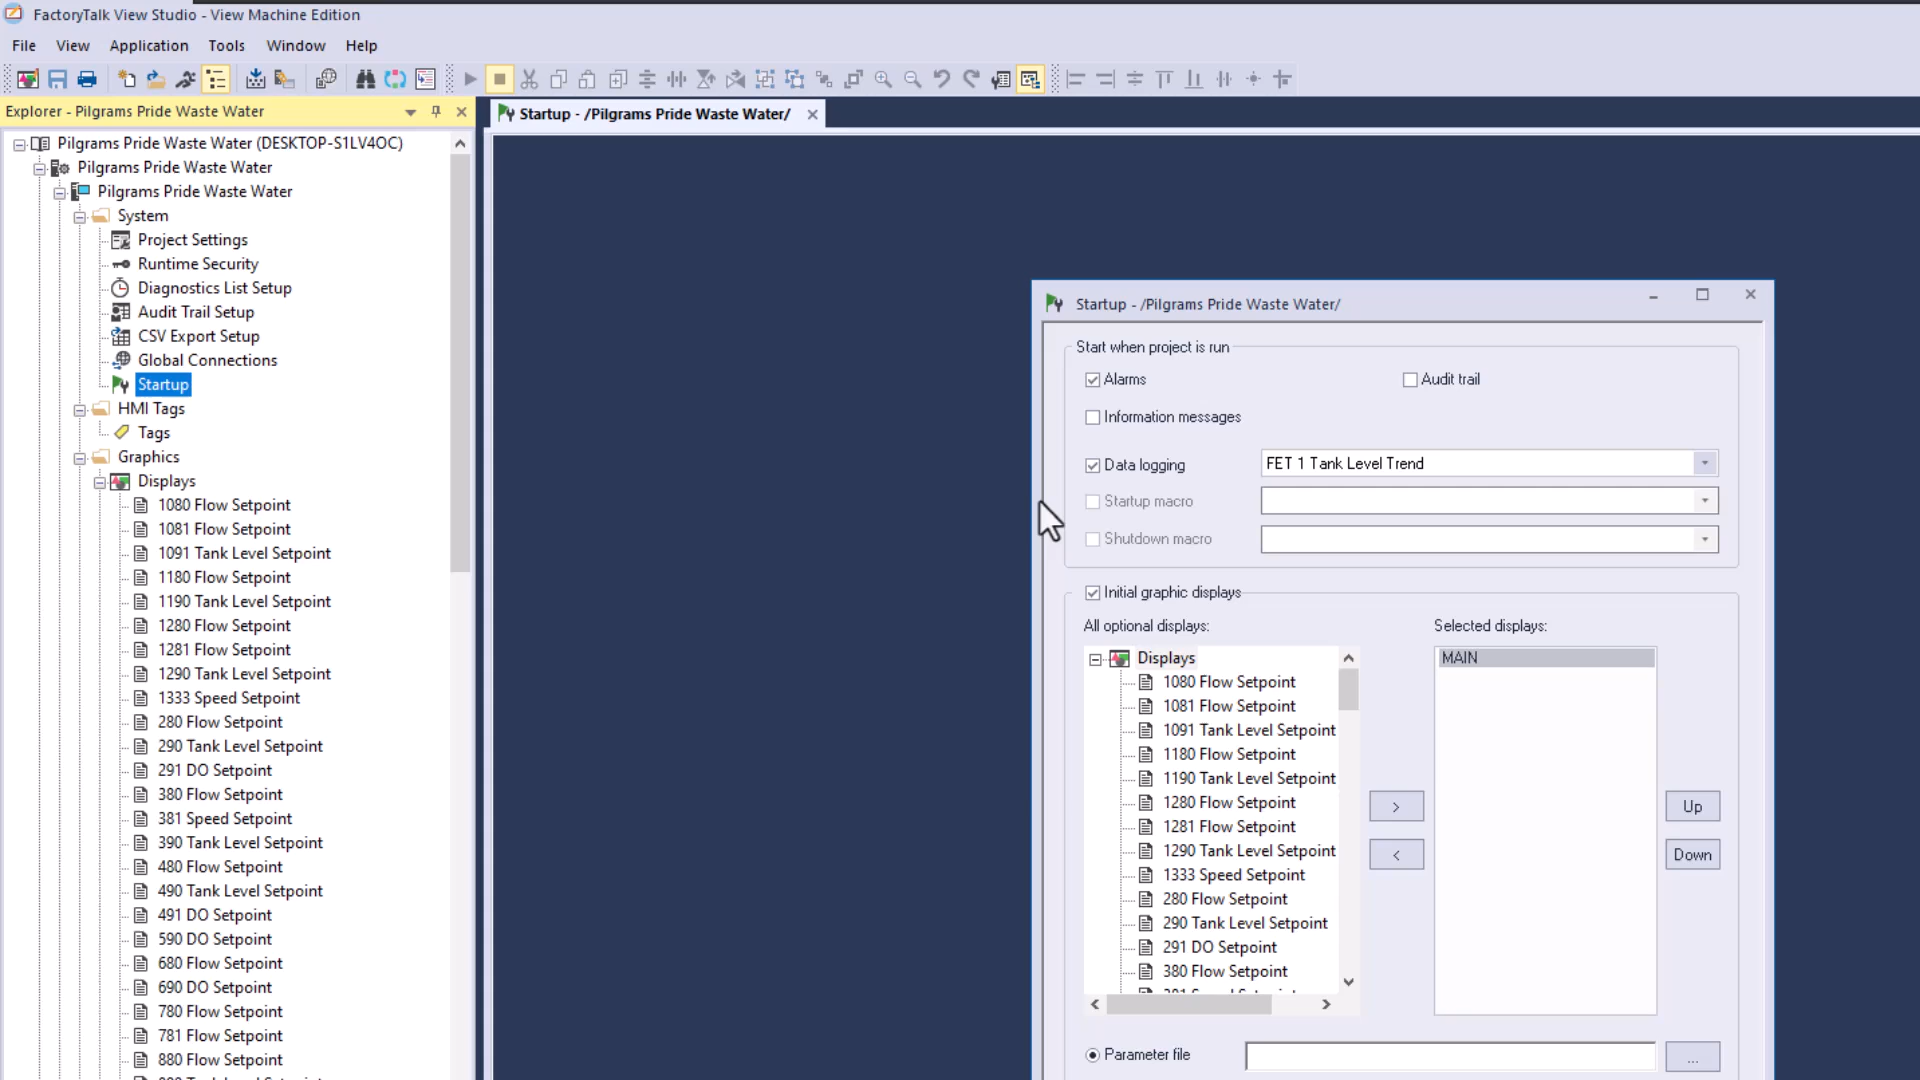 FactoryTalk View Studio - View Machine Edition
File View Application Tools Window Help
Explorer - Pilgrams Pride Waste Water
Pilgrams Pride Waste Water (DESKTOP-S1LV4OC)
Pilgrams Pride Waste Water
Pilgrams Pride Waste Water
System
Project Settings
Runtime Security
Diagnostics List Setup
Audit Trail Setup
CSV Export Setup
Global Connections
Startup
HMI Tags
Tags
Graphics
Displays
1080 Flow Setpoint
1081 Flow Setpoint
1091 Tank Level Setpoint
1180 Flow Setpoint
1190 Tank Level Setpoint
1280 Flow Setpoint
1281 Flow Setpoint
1290 Tank Level Setpoint
1333 Speed Setpoint
280 Flow Setpoint
290 Tank Level Setpoint
291 DO Setpoint
380 Flow Setpoint
381 Speed Setpoint
390 Tank Level Setpoint
480 Flow Setpoint
490 Tank Level Setpoint
491 DO Setpoint
590 DO Setpoint
680 Flow Setpoint
690 DO Setpoint
780 Flow Setpoint
781 Flow Setpoint
880 Flow Setpoint
Startup - /Pilgrams Pride Waste Water/
Startup - /Pilgrams Pride Waste Water/
Start when project is run
Alarms
Audit trail
Information messages
Data logging
FET 1 Tank Level Trend
Startup macro
Shutdown macro
Initial graphic displays
All optional displays:
Selected displays:
Displays
1080 Flow Setpoint
1081 Flow Setpoint
1091 Tank Level Setpoint
1180 Flow Setpoint
1190 Tank Level Setpoint
1280 Flow Setpoint
1281 Flow Setpoint
1290 Tank Level Setpoint
1333 Speed Setpoint
280 Flow Setpoint
290 Tank Level Setpoint
291 DO Setpoint
380 Flow Setpoint
MAIN
>
<
Up
Down
Parameter file
...